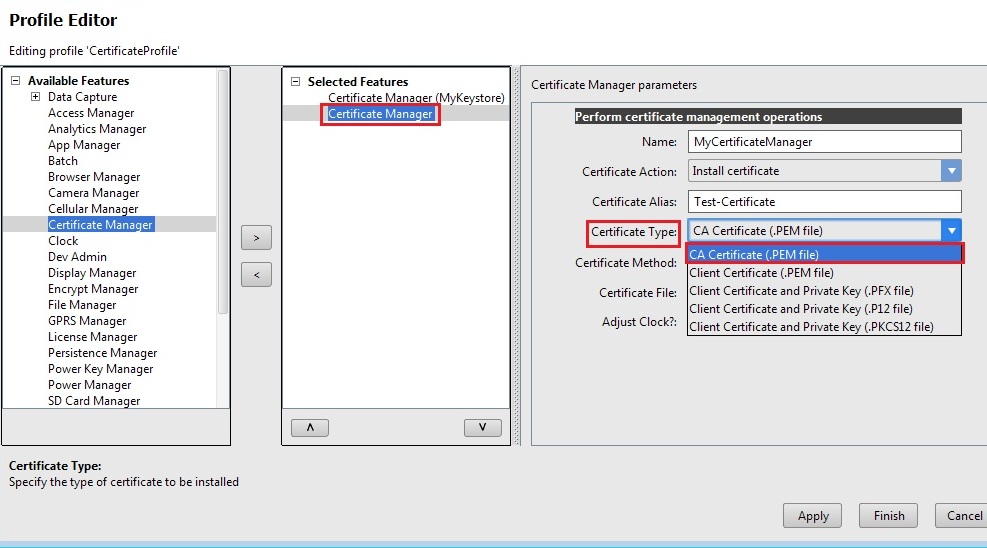 Profile Editor
Editing profile 'CertificateProfile'
Available Features
Data Capture
Access Manager
Analytics Manager
App Manager
Batch
Browser Manager
Camera Manager
Cellular Manager
Certificate Manager
Clock
Dev Admin
Display Manager
Encrypt Manager
File Manager
GPRS Manager
License Manager
Persistence Manager
Power Key Manager
Power Manager
SD Card Manager
>
<
Selected Features
Certificate Manager (MyKeystore)
Certificate Manager
Λ
V
Certificate Manager parameters
Perform certificate management operations
Name: MyCertificateManager
Certificate Action: Install certificate
Certificate Alias: Test-Certificate
Certificate Type: CA Certificate (.PEM file)
CA Certificate (.PEM file)
Certificate Method: Client Certificate (.PEM file)
Certificate File: Client Certificate and Private Key (.PFX file)
Client Certificate and Private Key (.P12 file)
Adjust Clock?: Client Certificate and Private Key (.PKCS12 file)
Certificate Type:
Specify the type of certificate to be installed
Apply Finish Cancel